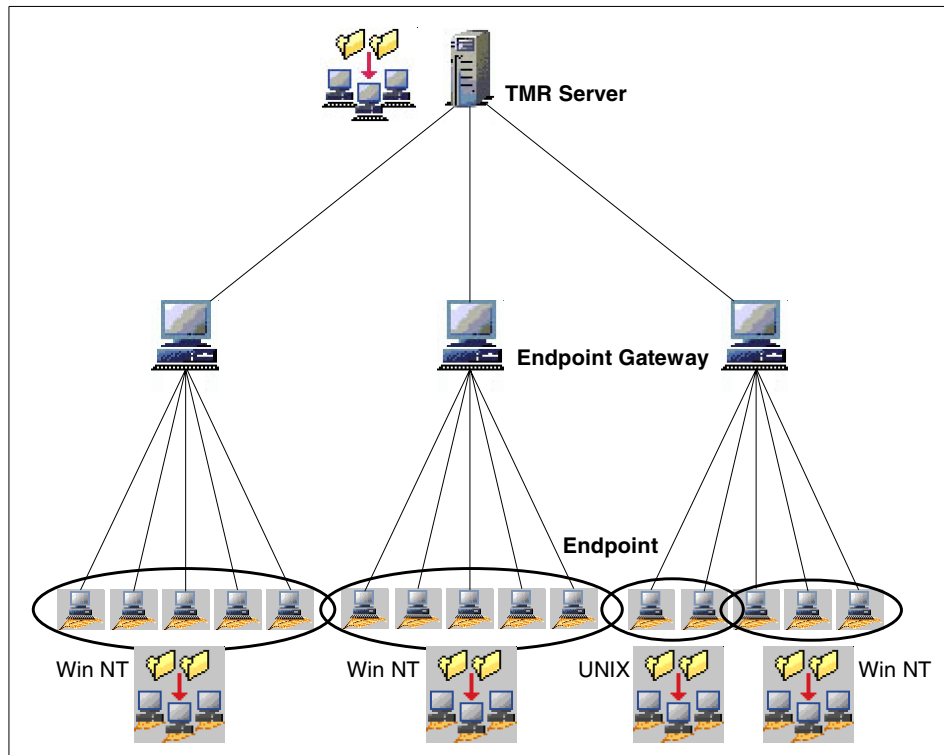 TMR Server
Endpoint Gateway
Endpoint
Win NT
Win NT
UNIX
Win NT